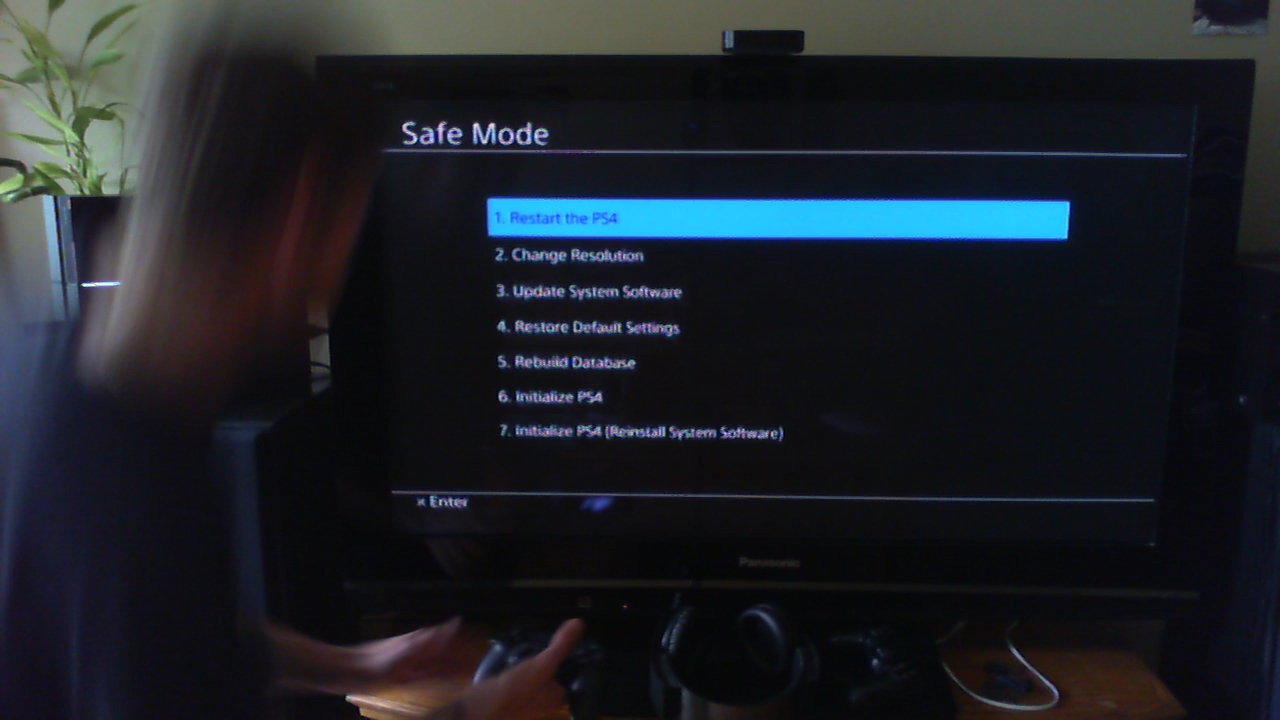 Safe Mode
1. Restart the PS4
2. Change Resolution
3. Update System Software
4. Restore Default Settings
5. Rebuild Database
6. Initialize PS4
7. Initialize PS4 (Reinstall System Software)
× Enter
Panasonic